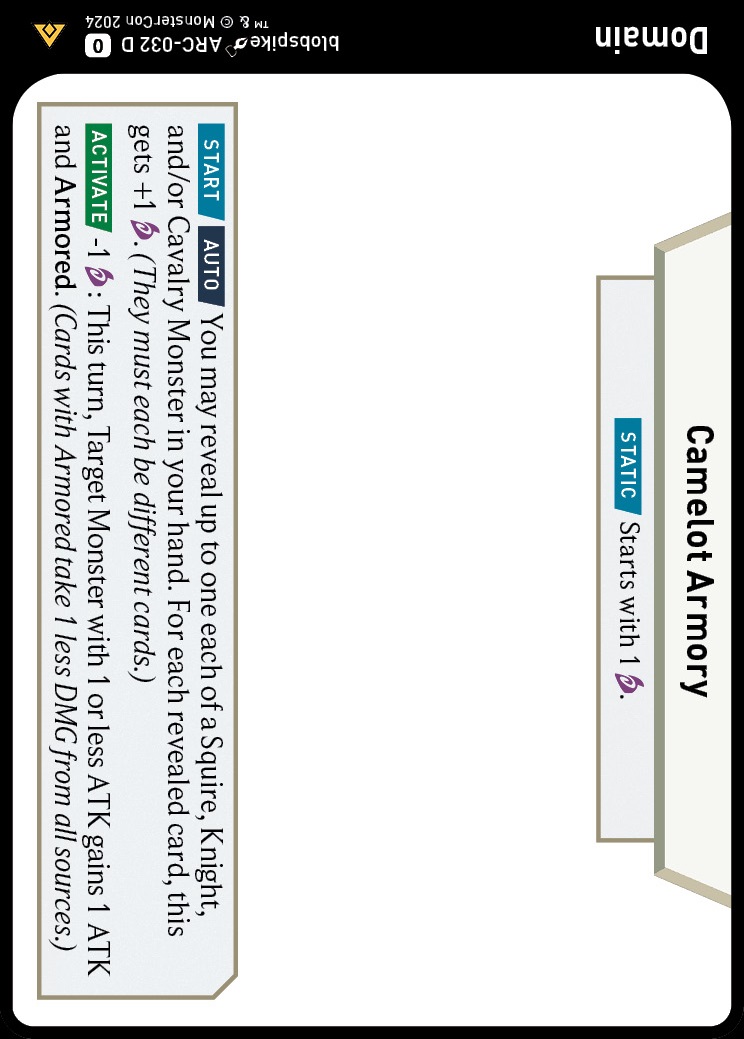 Camelot Armory
STATIC Starts with 1 .
START AUTO You may reveal up to one each of a Squire, Knight,
and/or Cavalry Monster in your hand. For each revealed card, this
gets +1 . (They must each be different cards.)
ACTIVATE -1 : This turn, Target Monster with 1 or less ATK gains 1 ATK
and Armored. (Cards with Armored take 1 less DMG from all sources.)
Domain
blobspike ARC-032 D 0
™ & © MonsterCon 2024